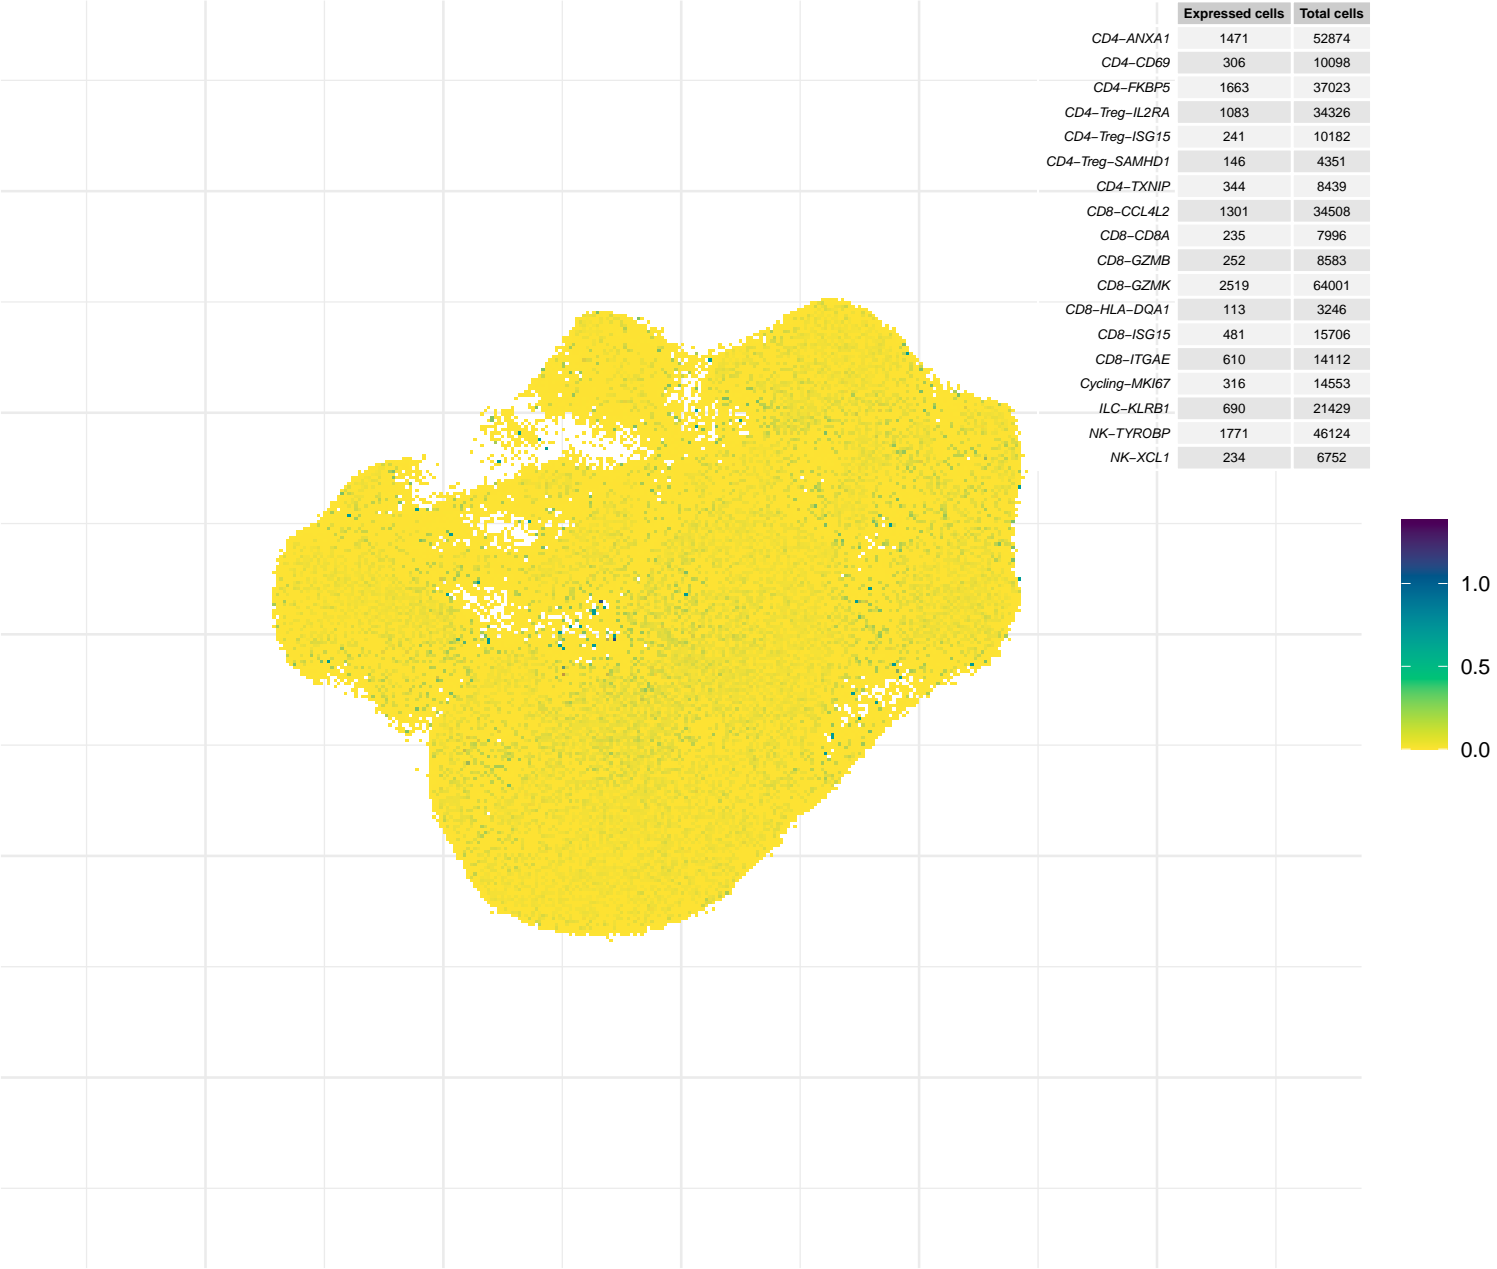 Expressed cells Total cells
CD4−ANXA1 1471 52874
CD4−CD69 306 10098
CD4−FKBP5 1663 37023
CD4−Treg−IL2RA 1083 34326
CD4−Treg−ISG15 241 10182
CD4−Treg−SAMHD1 146 4351
CD4−TXNIP 344 8439
CD8−CCL4L2 1301 34508
CD8−CD8A 235 7996
CD8−GZMB 252 8583
CD8−GZMK 2519 64001
CD8−HLA−DQA1 113 3246
CD8−ISG15 481 15706
CD8−ITGAE 610 14112
Cycling−MKI67 316 14553
ILC−KLRB1 690 21429
NK−TYROBP 1771 46124
NK−XCL1 234 6752
1.0
0.5
0.0